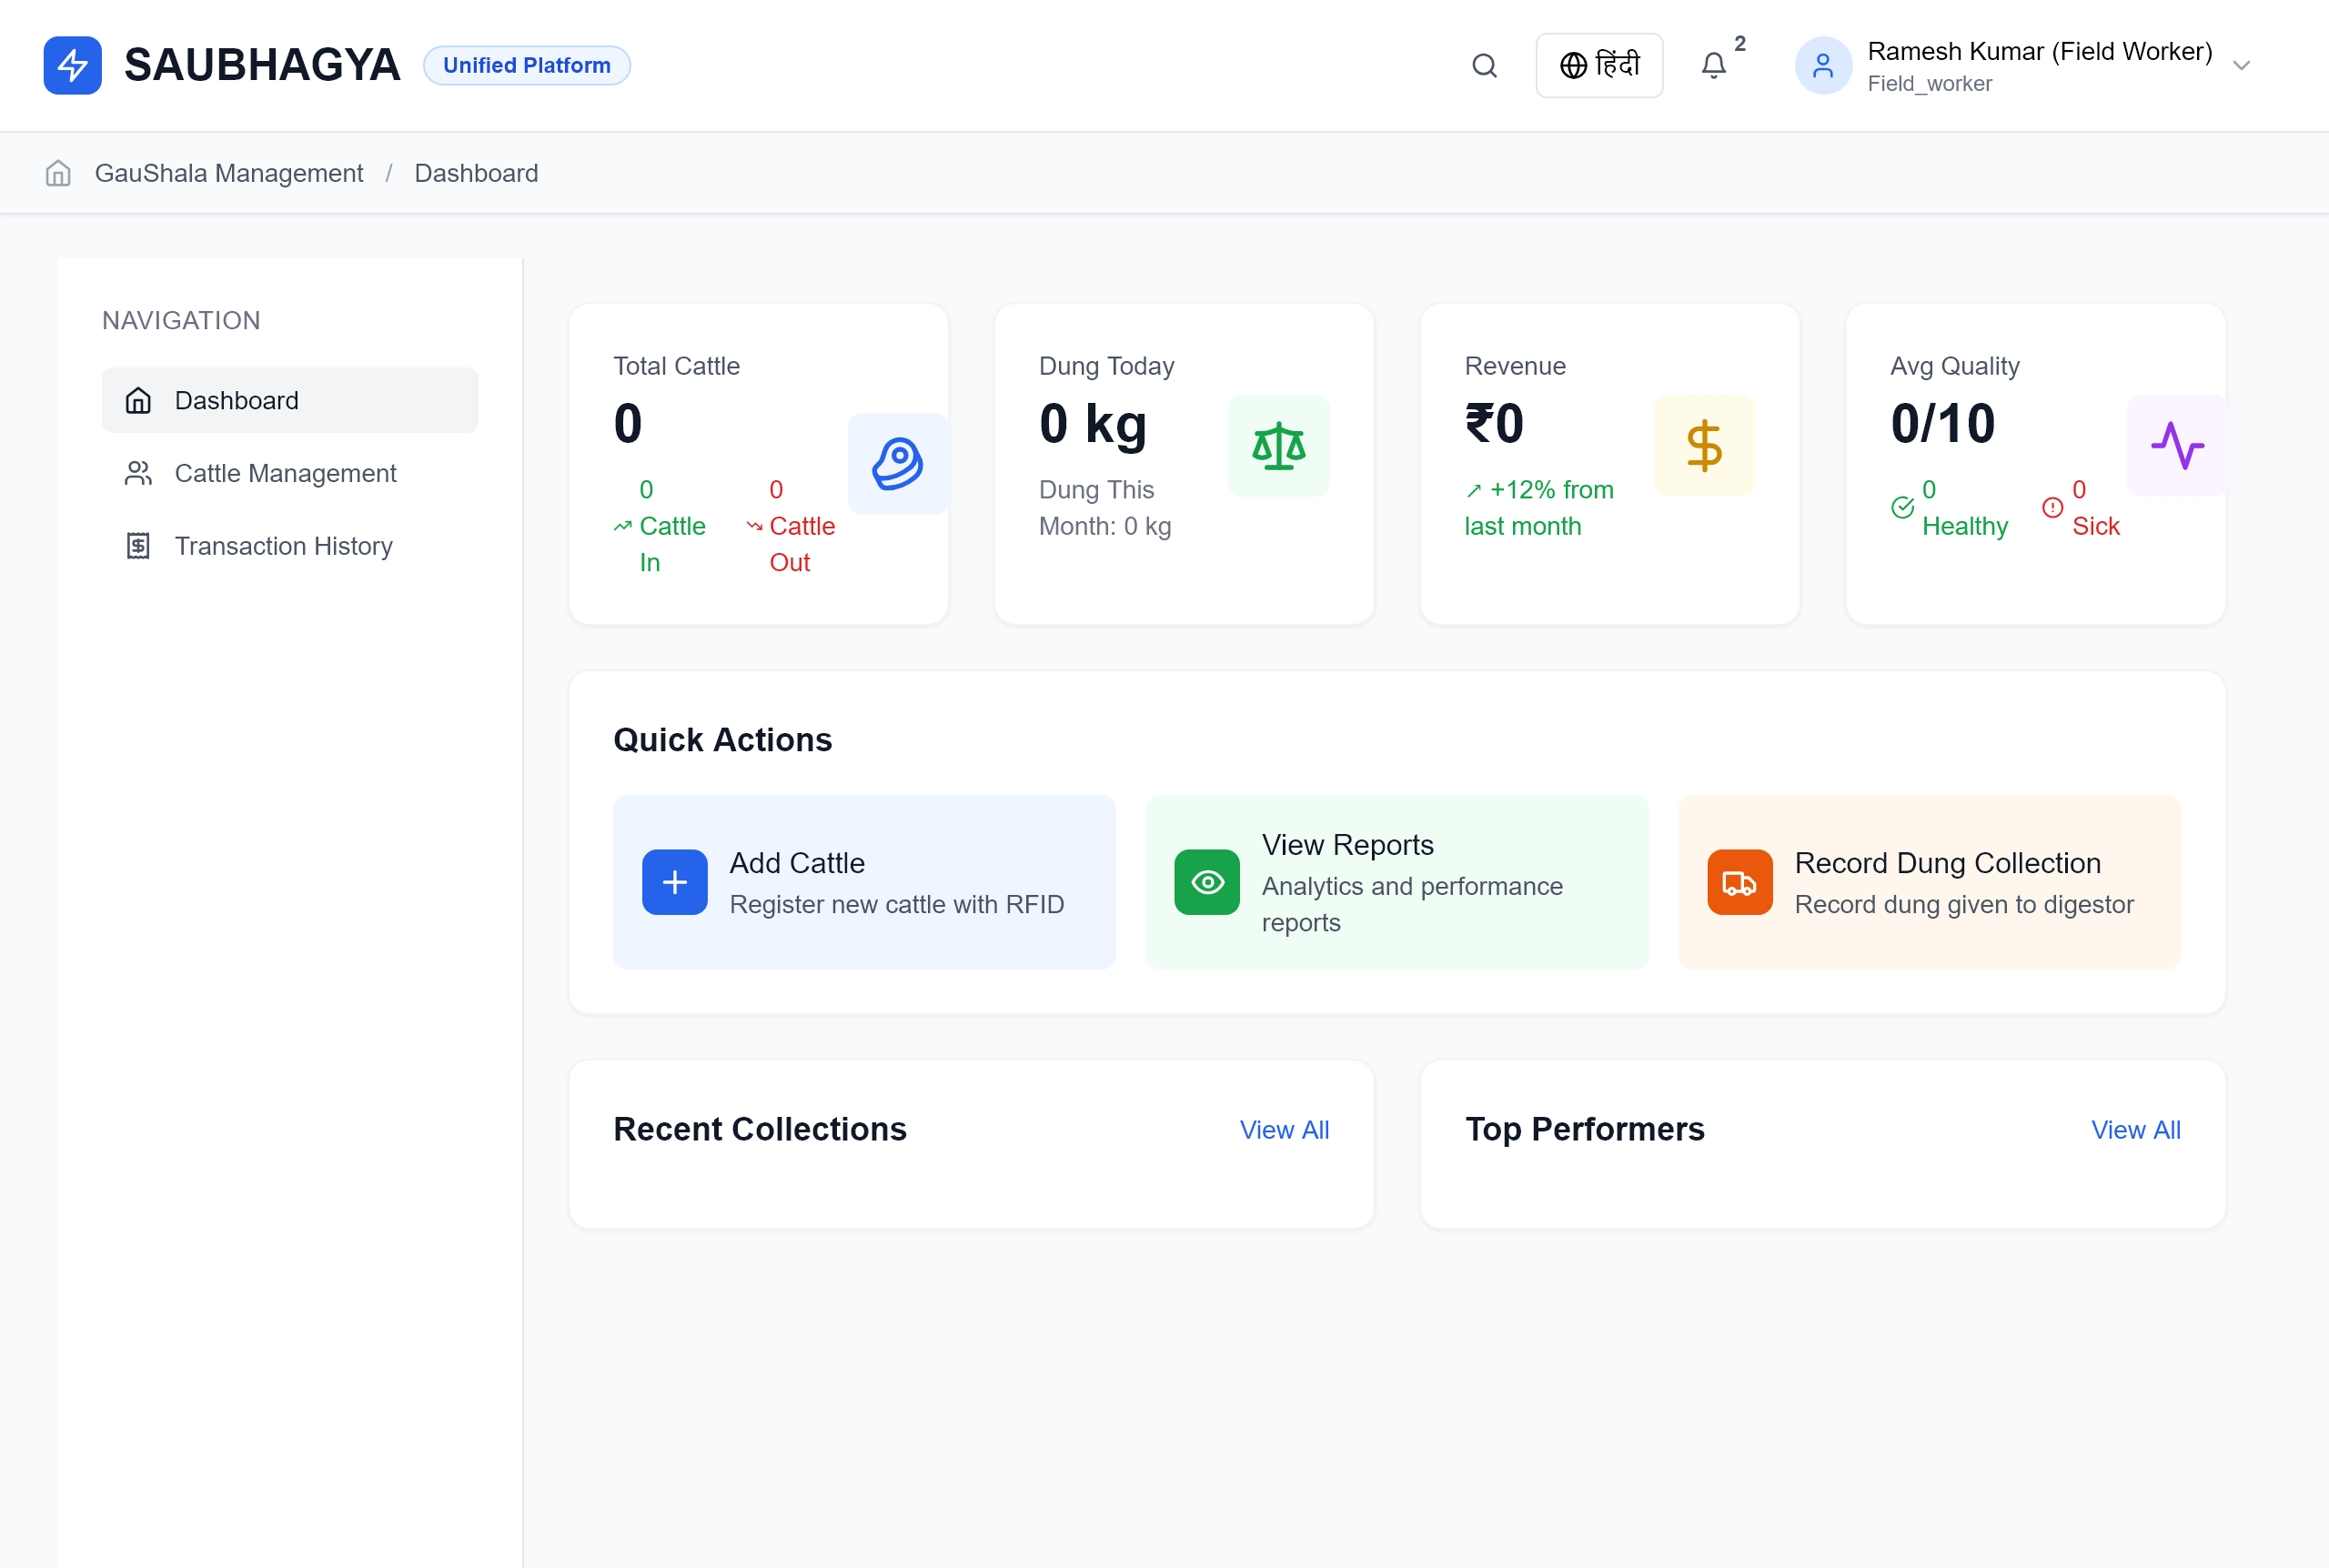 SAUBHAGYA
Unified Platform
हिंदी
2
Ramesh Kumar (Field Worker)
Field_worker
GauShala Management / Dashboard
NAVIGATION
Dashboard
Cattle Management
Transaction History
Total Cattle
0
0
Cattle
In
0
Cattle
Out
Dung Today
0 kg
Dung This
Month: 0 kg
Revenue
₹0
↗ +12% from
last month
Avg Quality
0/10
0
Healthy
0
Sick
Quick Actions
Add Cattle
Register new cattle with RFID
View Reports
Analytics and performance
reports
Record Dung Collection
Record dung given to digestor
Recent Collections
View All
Top Performers
View All